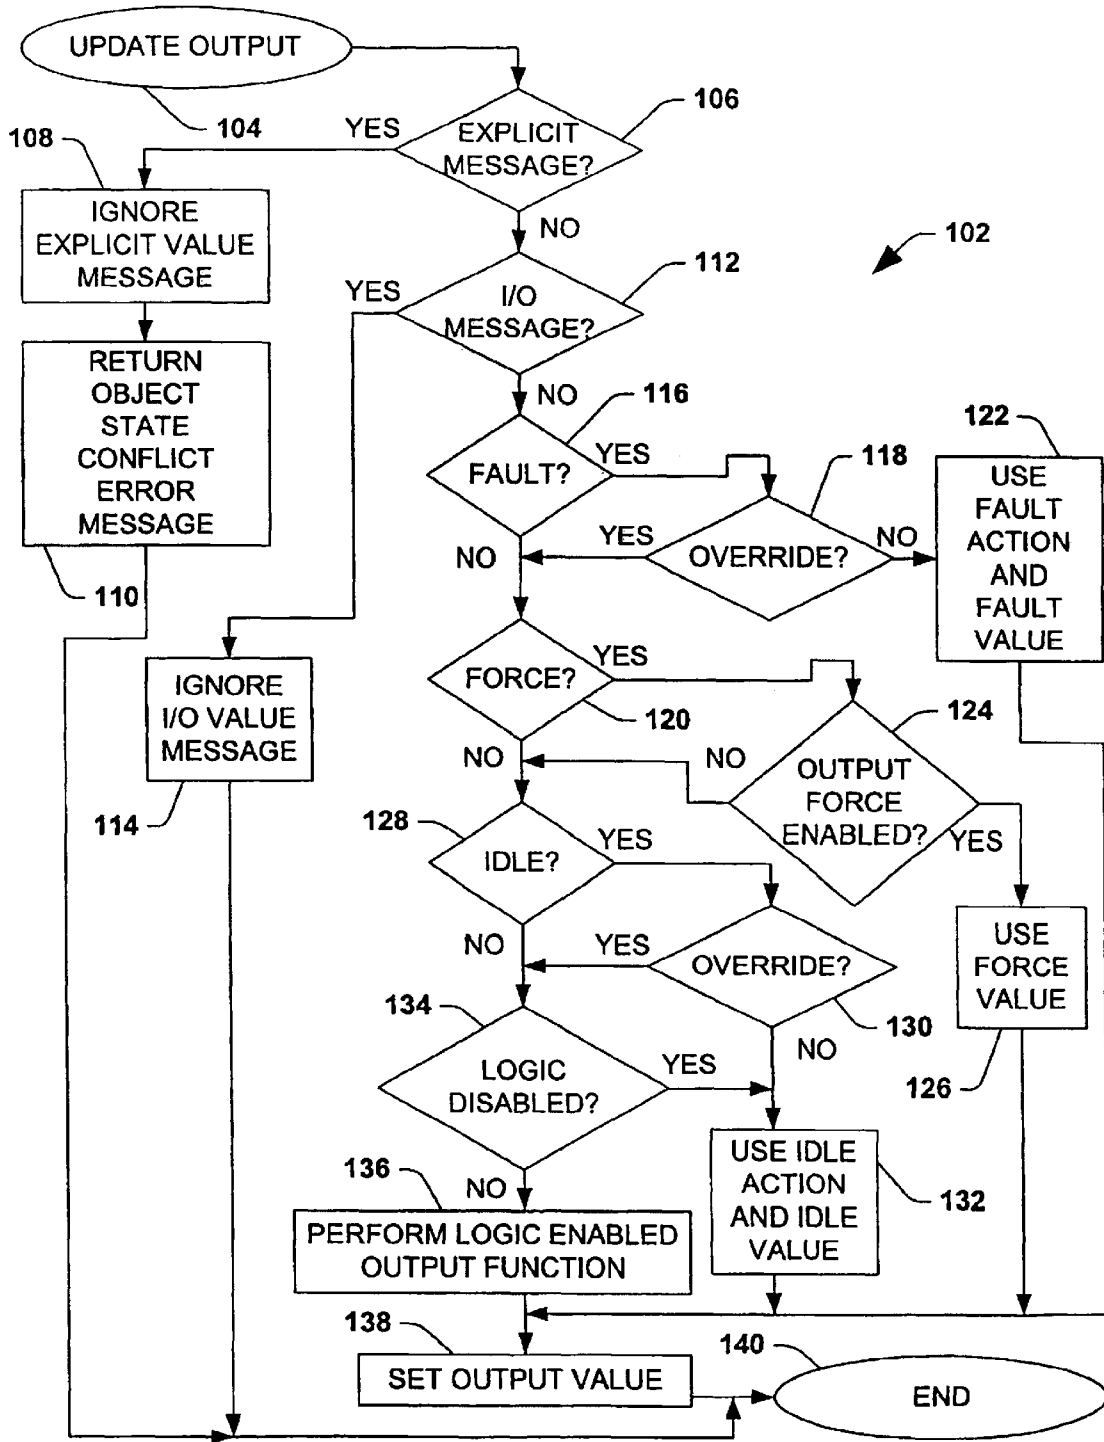 UPDATE OUTPUT
104
106
EXPLICIT
MESSAGE?
YES
NO
108
IGNORE
EXPLICIT VALUE
MESSAGE
102
112
I/O
MESSAGE?
YES
NO
RETURN
OBJECT
STATE
CONFLICT
ERROR
MESSAGE
110
116
FAULT?
YES
NO
118
OVERRIDE?
YES
NO
122
USE
FAULT
ACTION
AND
FAULT
VALUE
IGNORE
I/O VALUE
MESSAGE
114
FORCE?
YES
120
NO
124
OUTPUT
FORCE
ENABLED?
NO
YES
128
IDLE?
YES
NO
OVERRIDE?
YES
130
NO
USE
FORCE
VALUE
126
134
LOGIC
DISABLED?
YES
NO
USE IDLE
ACTION
AND IDLE
VALUE
132
136
PERFORM LOGIC ENABLED
OUTPUT FUNCTION
138
SET OUTPUT VALUE
140
END